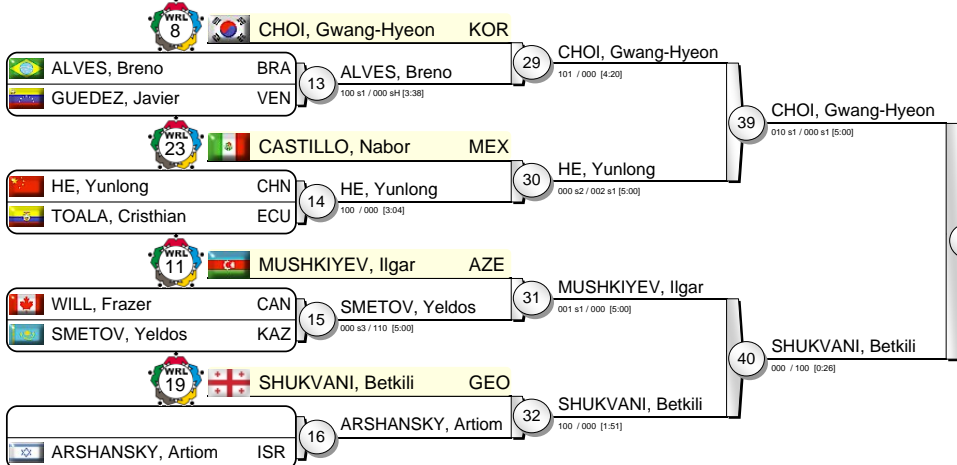 WRL 8 CHOI, Gwang-Hyeon KOR
29 CHOI, Gwang-Hyeon
101 / 000 [4:20]
ALVES, Breno BRA
13 ALVES, Breno
100 s1 / 000 sH [3:38]
GUEDEZ, Javier VEN
39 CHOI, Gwang-Hyeon
010 s1 / 000 s1 [5:00]
WRL 23 CASTILLO, Nabor MEX
30 HE, Yunlong
000 s2 / 002 s1 [5:00]
HE, Yunlong CHN
14 HE, Yunlong
100 / 000 [3:04]
TOALA, Cristhian ECU
WRL 11 MUSHKIYEV, Ilgar AZE
31 MUSHKIYEV, Ilgar
001 s1 / 000 [5:00]
WILL, Frazer CAN
15 SMETOV, Yeldos
000 s3 / 110 [5:00]
SMETOV, Yeldos KAZ
40 SHUKVANI, Betkili
000 / 100 [0:26]
WRL 19 SHUKVANI, Betkili GEO
32 SHUKVANI, Betkili
100 / 000 [1:51]
16 ARSHANSKY, Artiom
ARSHANSKY, Artiom ISR